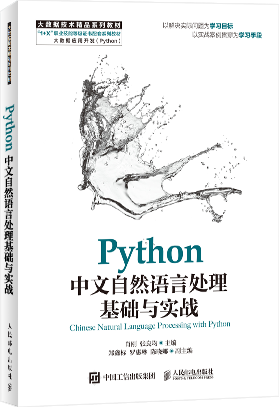 大数据技术精品系列教材
“1+X”职业技能等级证书配套系列教材
大数据应用开发（Python）
以解决实际问题为学习目标
以实战案例贯穿为学习手段
Python
中文自然语言处理
基础与实战
Chinese Natural Language Processing with Python
肖刚 张良均 主编
中国工信出版集团
人民邮电出版社
Python
中文自然语言处理基础与实战
人民邮电出版社